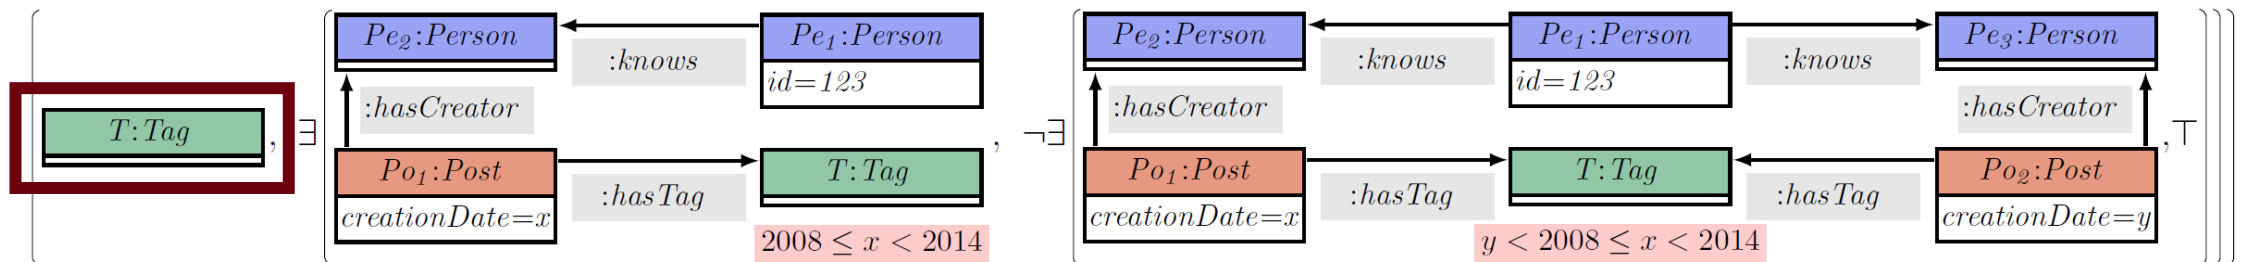 ( T:Tag , ∃ ( Pe2:Person :knows Pe1:Person id=123
:hasCreator
Po1:Post creationDate=x :hasTag T:Tag
2008 ≤ x < 2014
, ¬∃ ( Pe2:Person :knows Pe1:Person id=123 :knows Pe3:Person
:hasCreator :hasCreator
Po1:Post creationDate=x :hasTag T:Tag :hasTag Po2:Post creationDate=y
y < 2008 ≤ x < 2014
, ⊤ ) ) )